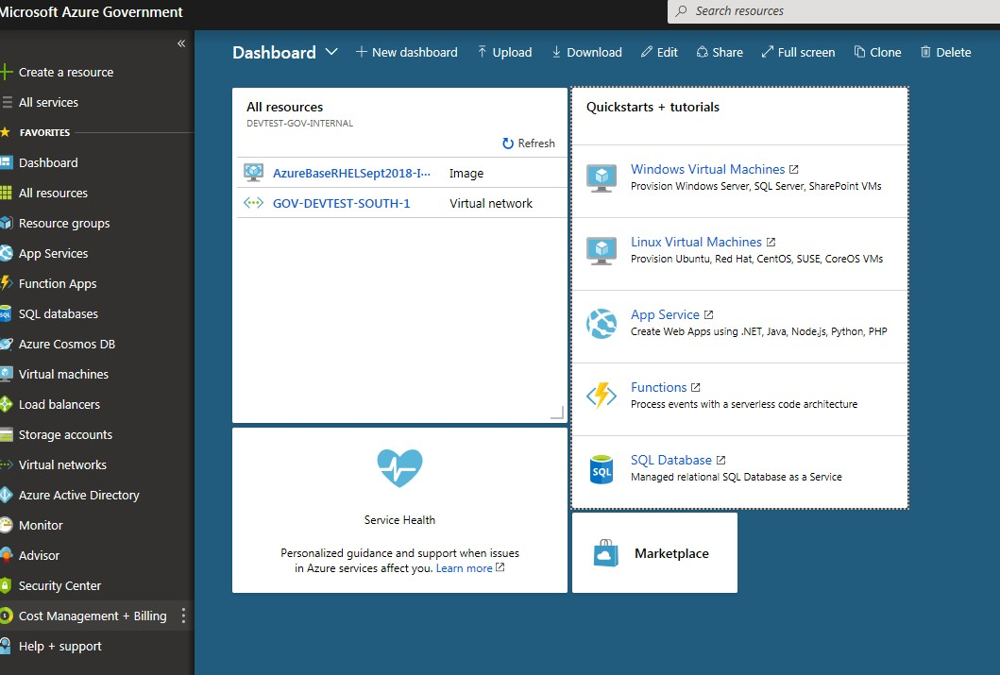 Microsoft Azure Government
Search resources
«
Create a resource
All services
FAVORITES
Dashboard
All resources
Resource groups
App Services
Function Apps
SQL databases
Azure Cosmos DB
Virtual machines
Load balancers
Storage accounts
Virtual networks
Azure Active Directory
Monitor
Advisor
Security Center
Cost Management + Billing
Help + support
Dashboard
New dashboard
Upload
Download
Edit
Share
Full screen
Clone
Delete
All resources
DEVTEST-GOV-INTERNAL
Refresh
AzureBaseRHELSept2018-I··· Image
GOV-DEVTEST-SOUTH-1 Virtual network
Service Health
Personalized guidance and support when issues
in Azure services affect you. Learn more
Quickstarts + tutorials
Windows Virtual Machines
Provision Windows Server, SQL Server, SharePoint VMs
Linux Virtual Machines
Provision Ubuntu, Red Hat, CentOS, SUSE, CoreOS VMs
App Service
Create Web Apps using .NET, Java, Node.js, Python, PHP
Functions
Process events with a serverless code architecture
SQL
SQL Database
Managed relational SQL Database as a Service
Marketplace